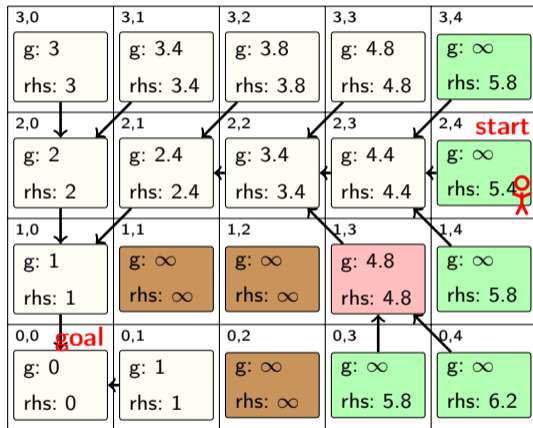 3,0 3,1 3,2 3,3 3,4
g: 3 g: 3.4 g: 3.8 g: 4.8 g: ∞
rhs: 3 rhs: 3.4 rhs: 3.8 rhs: 4.8 rhs: 5.8
2,0 2,1 2,2 2,3 2,4 start
g: 2 g: 2.4 g: 3.4 g: 4.4 g: ∞
rhs: 2 rhs: 2.4 rhs: 3.4 rhs: 4.4 rhs: 5.4
1,0 1,1 1,2 1,3 1,4
g: 1 g: ∞ g: ∞ g: 4.8 g: ∞
rhs: 1 rhs: ∞ rhs: ∞ rhs: 4.8 rhs: 5.8
0,0 goal 0,1 0,2 0,3 0,4
g: 0 g: 1 g: ∞ g: ∞ g: ∞
rhs: 0 rhs: 1 rhs: ∞ rhs: 5.8 rhs: 6.2